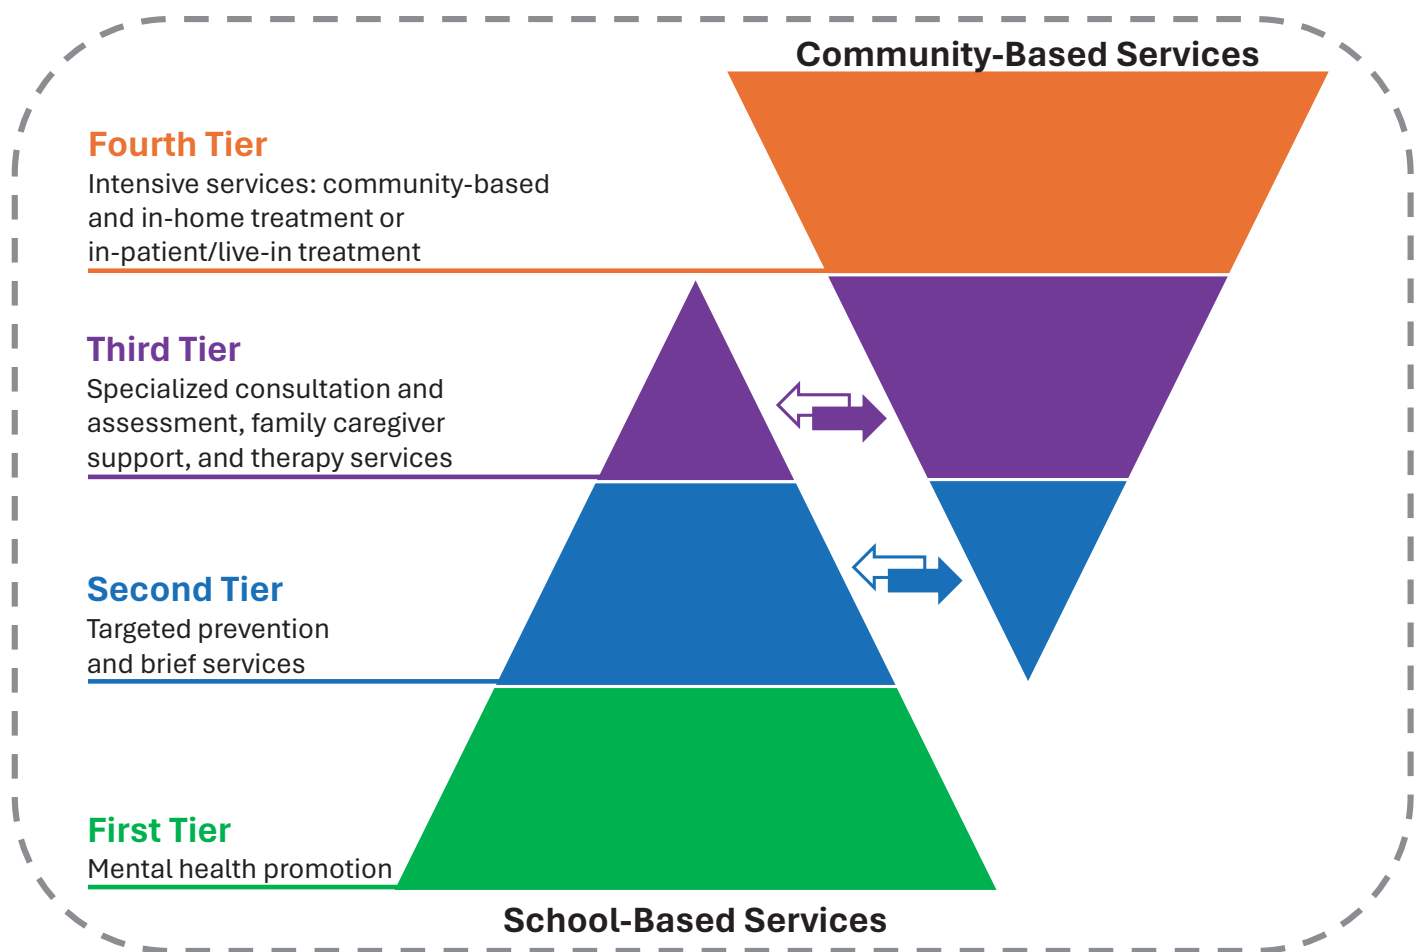 Community-Based Services
Fourth Tier
Intensive services: community-based
and in-home treatment or
in-patient/live-in treatment
Third Tier
Specialized consultation and
assessment, family caregiver
support, and therapy services
Second Tier
Targeted prevention
and brief services
First Tier
Mental health promotion
School-Based Services